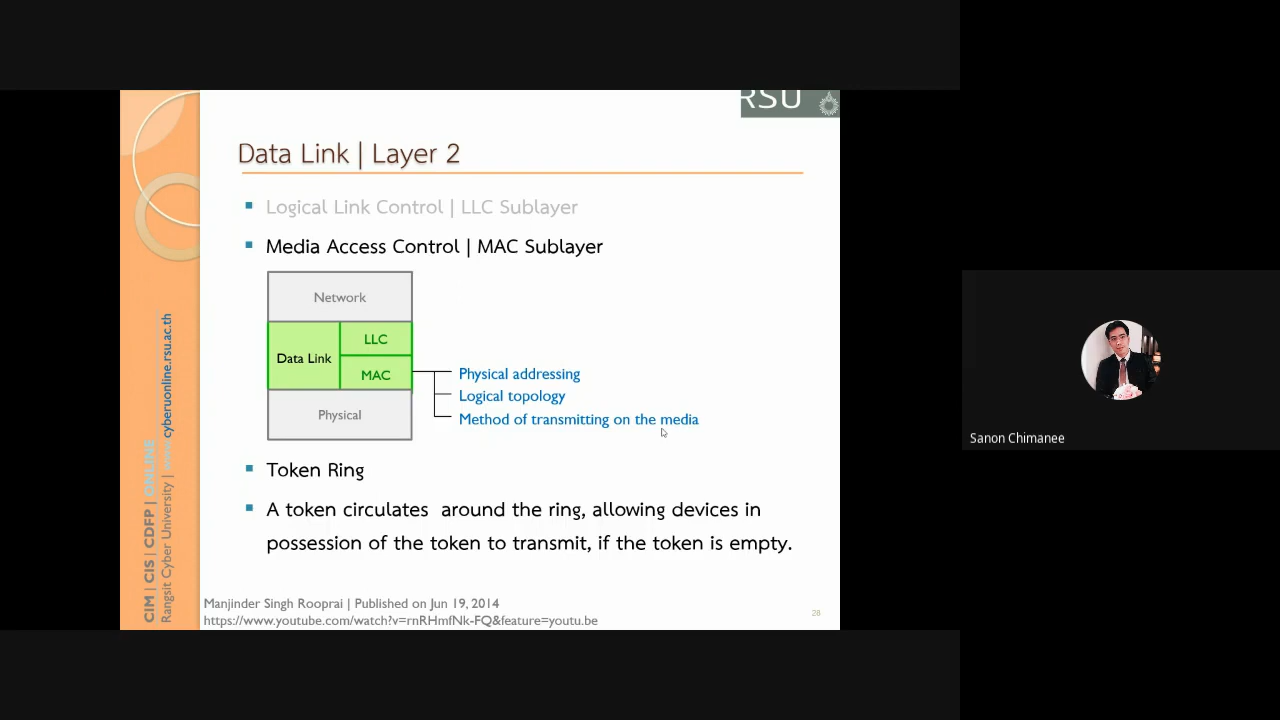 RSU
Data Link | Layer 2
Logical Link Control | LLC Sublayer
Media Access Control | MAC Sublayer
Network
Data Link
LLC
MAC
Physical
Physical addressing
Logical topology
Method of transmitting on the media
Token Ring
A token circulates around the ring, allowing devices in
possession of the token to transmit, if the token is empty.
Manjinder Singh Rooprai | Published on Jun 19, 2014
https://www.youtube.com/watch?v=rnRHmfNk-FQ&feature=youtu.be
28
CIM | CIS | CDFP | ONLINE
Rangsit Cyber University | www.cyberuonline.rsu.ac.th
Sanon Chimanee